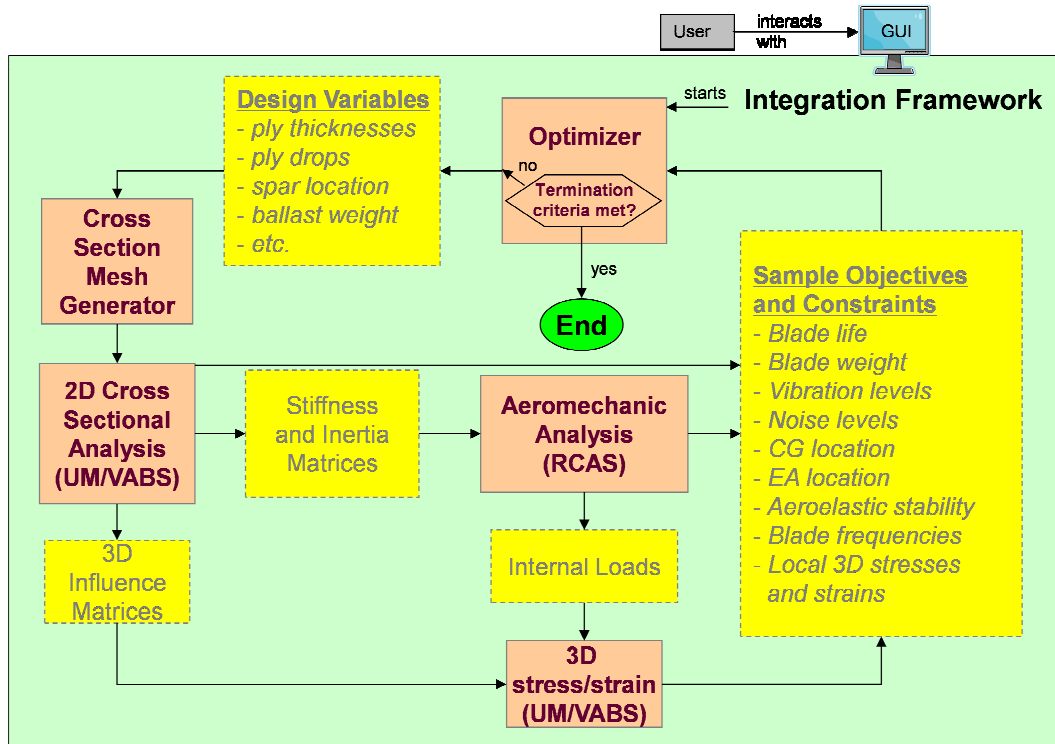 User
interacts
with
GUI
Integration Framework
starts
Optimizer
no
Termination
criteria met?
yes
End
Design Variables
- ply thicknesses
- ply drops
- spar location
- ballast weight
- etc.
Cross
Section
Mesh
Generator
2D Cross
Sectional
Analysis
(UM/VABS)
Stiffness
and Inertia
Matrices
Aeromechanic
Analysis
(RCAS)
Sample Objectives
and Constraints
- Blade life
- Blade weight
- Vibration levels
- Noise levels
- CG location
- EA location
- Aeroelastic stability
- Blade frequencies
- Local 3D stresses
and strains
3D
Influence
Matrices
Internal Loads
3D
stress/strain
(UM/VABS)